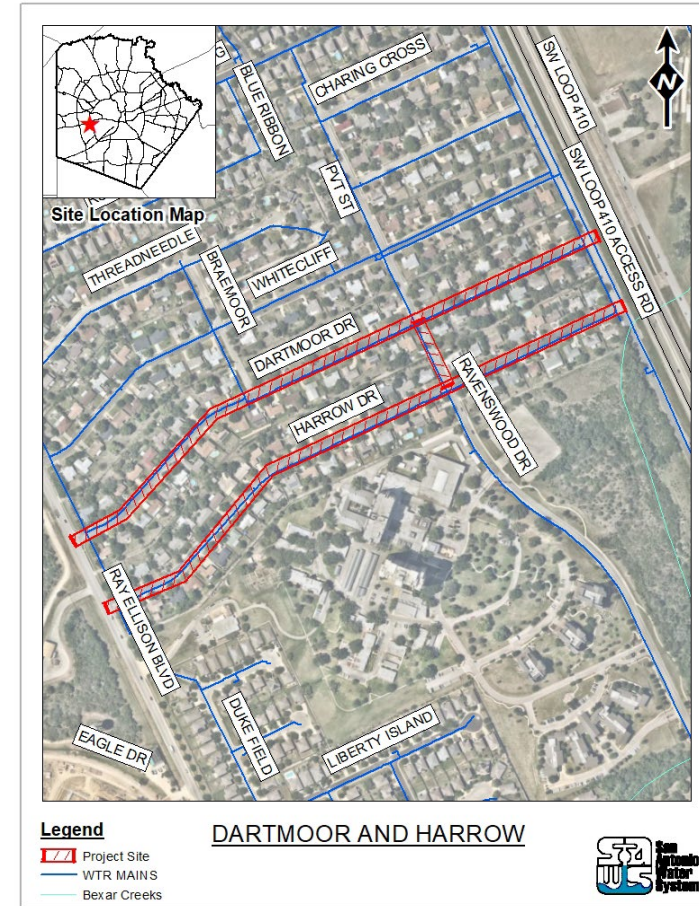 Site Location Map
N
BLUE RIBBON
CHARING CROSS
SW LOOP 410
PVT ST
SW LOOP 410 ACCESS RD
THREADNEEDLE
BRAEMOOR
WHITECLIFF
DARTMOOR DR
HARROW DR
RAVENSWOOD DR
RAY ELLISON BLVD
DUKE FIELD
EAGLE DR
LIBERTY ISLAND
Legend
DARTMOOR AND HARROW
Project Site
WTR MAINS
Bexar Creeks
San
Antonio
Water
System